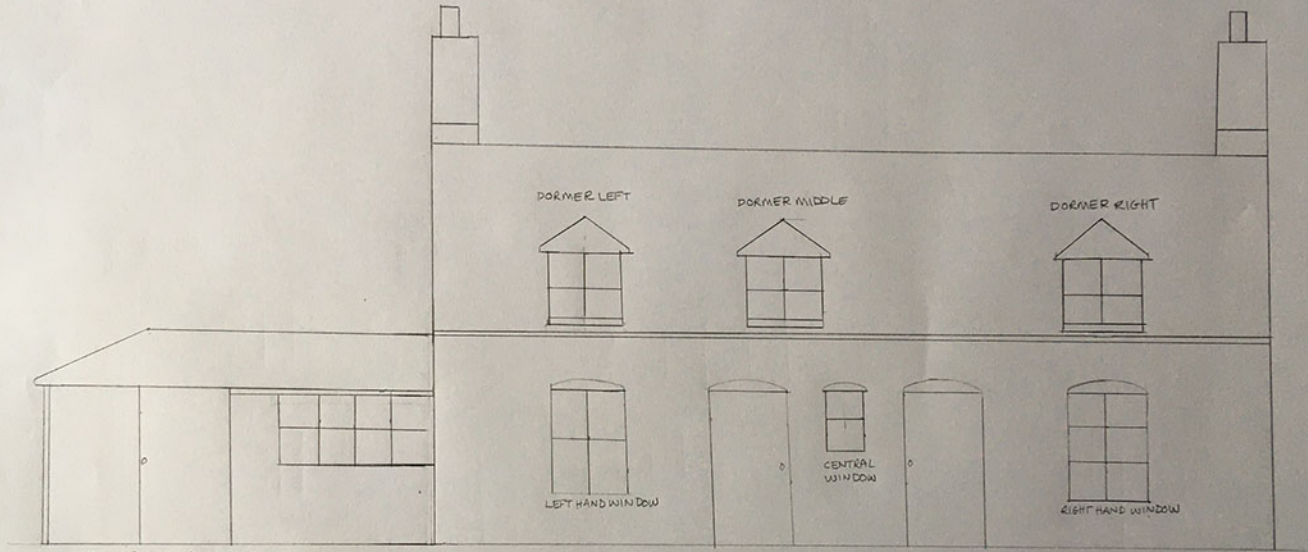 DORMER LEFT
DORMER MIDDLE
DORMER RIGHT
CENTRAL
WINDOW
LEFT HAND WINDOW
RIGHT HAND WINDOW